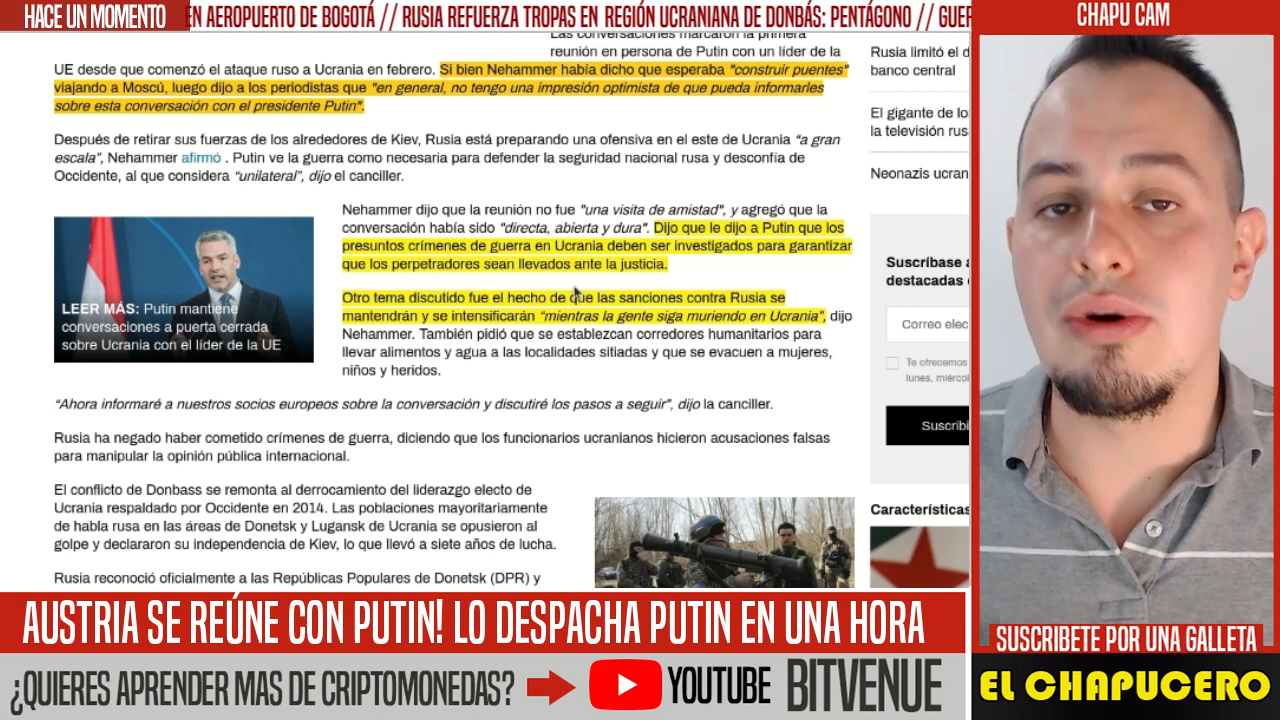 HACE UN MOMENTO
EN AEROPUERTO DE BOGOTÁ // RUSIA REFUERZA TROPAS EN REGIÓN UCRANIANA DE DONBÁS: PENTÁGONO // GUER
CHAPU CAM
Las conversaciones marcaron la primera
reunión en persona de Putin con un líder de la
UE desde que comenzó el ataque ruso a Ucrania en febrero. Si bien Nehammer había dicho que esperaba "construir puentes"
viajando a Moscú, luego dijo a los periodistas que "en general, no tengo una impresión optimista de que pueda informarles
sobre esta conversación con el presidente Putin".
Después de retirar sus fuerzas de los alrededores de Kiev, Rusia está preparando una ofensiva en el este de Ucrania “a gran
escala”, Nehammer afirmó . Putin ve la guerra como necesaria para defender la seguridad nacional rusa y desconfía de
Occidente, al que considera “unilateral”, dijo el canciller.
LEER MÁS: Putin mantiene
conversaciones a puerta cerrada
sobre Ucrania con el líder de la UE
Nehammer dijo que la reunión no fue "una visita de amistad", y agregó que la
conversación había sido "directa, abierta y dura". Dijo que le dijo a Putin que los
presuntos crímenes de guerra en Ucrania deben ser investigados para garantizar
que los perpetradores sean llevados ante la justicia.
Otro tema discutido fue el hecho de que las sanciones contra Rusia se
mantendrán y se intensificarán “mientras la gente siga muriendo en Ucrania”, dijo
Nehammer. También pidió que se establezcan corredores humanitarios para
llevar alimentos y agua a las localidades sitiadas y que se evacuen a mujeres,
niños y heridos.
“Ahora informaré a nuestros socios europeos sobre la conversación y discutiré los pasos a seguir”, dijo la canciller.
Rusia ha negado haber cometido crímenes de guerra, diciendo que los funcionarios ucranianos hicieron acusaciones falsas
para manipular la opinión pública internacional.
El conflicto de Donbass se remonta al derrocamiento del liderazgo electo de
Ucrania respaldado por Occidente en 2014. Las poblaciones mayoritariamente
de habla rusa en las áreas de Donetsk y Lugansk de Ucrania se opusieron al
golpe y declararon su independencia de Kiev, lo que llevó a siete años de lucha.
Rusia reconoció oficialmente a las Repúblicas Populares de Donetsk (DPR) y
Rusia limitó el d
banco central
El gigante de lo
la televisión rus
Neonazis ucran
Suscríbase a
destacadas
Correo elec
Te ofrecemos
lunes, miércol
Suscribi
Características
AUSTRIA SE REÚNE CON PUTIN! LO DESPACHA PUTIN EN UNA HORA
¿QUIERES APRENDER MAS DE CRIPTOMONEDAS?
YOUTUBE
BITVENUE
SUSCRIBETE POR UNA GALLETA
EL CHAPUCERO